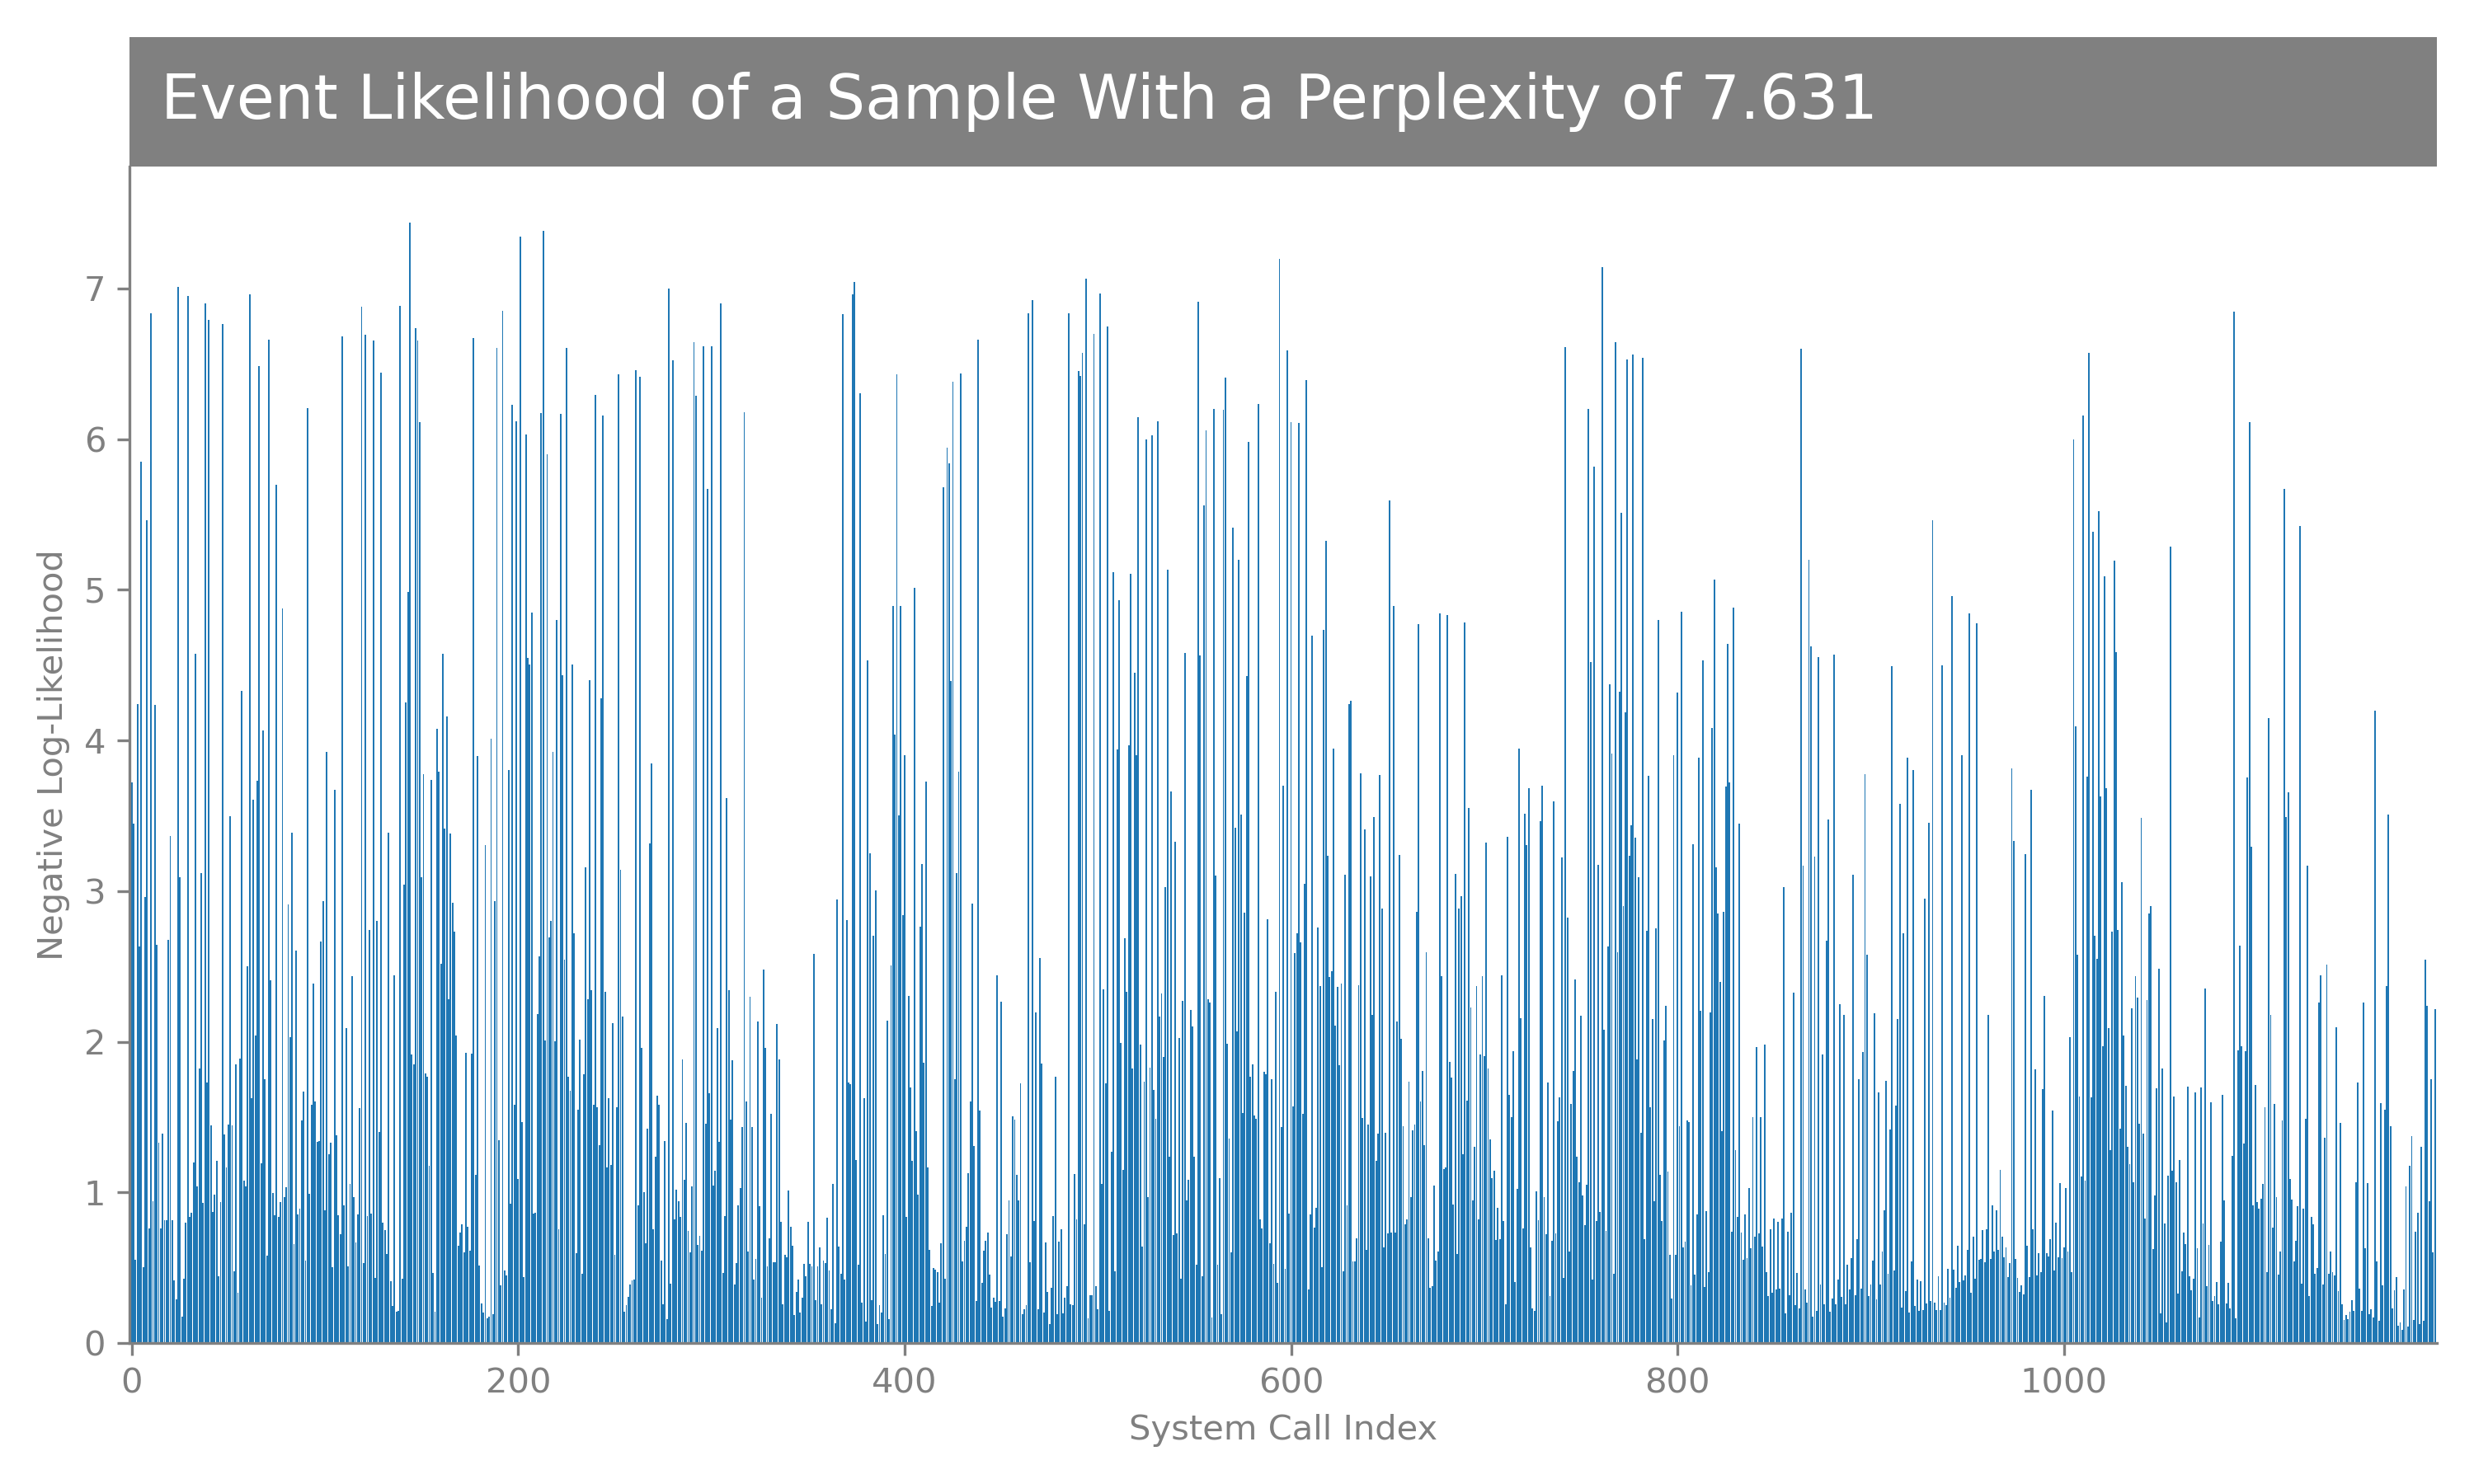 Event Likelihood of a Sample With a Perplexity of 7.631
7
6
5
4
3
2
1
0
Negative Log-Likelihood
0 200 400 600 800 1000
System Call Index